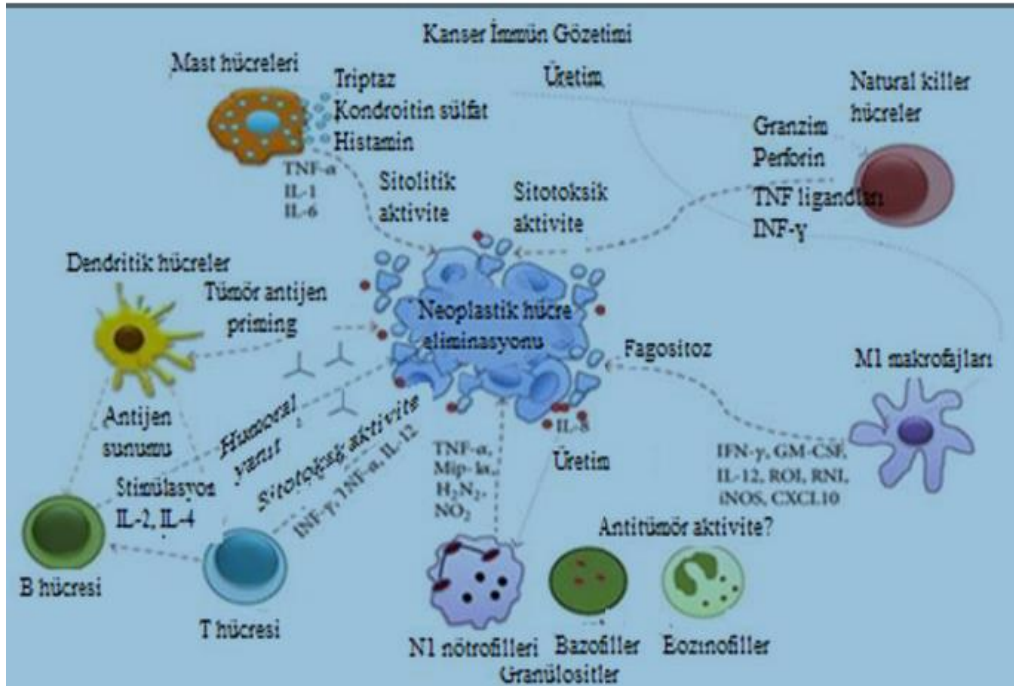 Kanser İmmün Gözetimi
Mast hücreleri
Triptaz
Kondroitin sülfat
Histamin
TNF-α
IL-1
IL-6
Üretim
Natural killer
hücreler
Granzim
Perforin
TNF ligandları
INF-γ
Sitolitik
aktivite
Sitotoksik
aktivite
Dendritik hücreler
Tümör antijen
priming
Neoplastik hücre
eliminasyonu
Fagositoz
M1 makrofajları
IFN-γ, GM-CSF,
IL-12, ROI, RNI,
iNOS, CXCL10
Antijen
sunumu
Humoral
yanıt
Sitotoksik aktivite
INF-γ, TNF-α, IL-12
Stimülasyon
IL-2, IL-4
B hücresi
T hücresi
TNF-α,
Mip-1α,
H₂N₂,
NO₂
IL-8
Üretim
Antitümör aktivite?
N1 nötrofilleri
Bazofiller
Eozinofiller
Granülositler